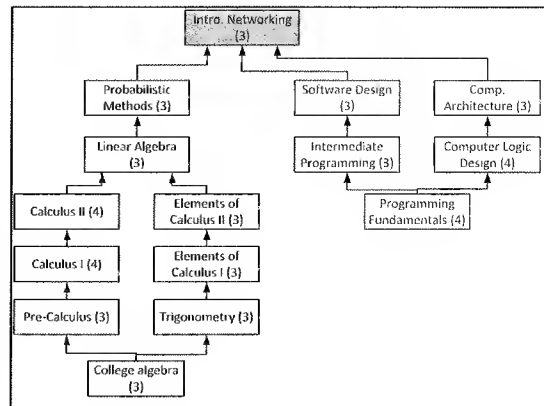 Intro. Networking
(3)
Probabilistic
Methods (3)
Software Design
(3)
Comp.
Architecture (3)
Linear Algebra
(3)
Intermediate
Programming (3)
Computer Logic
Design (4)
Calculus II (4)
Elements of
Calculus II (3)
Programming
Fundamentals (4)
Calculus I (4)
Elements of
Calculus I (3)
Pre-Calculus (3)
Trigonometry (3)
College algebra
(3)